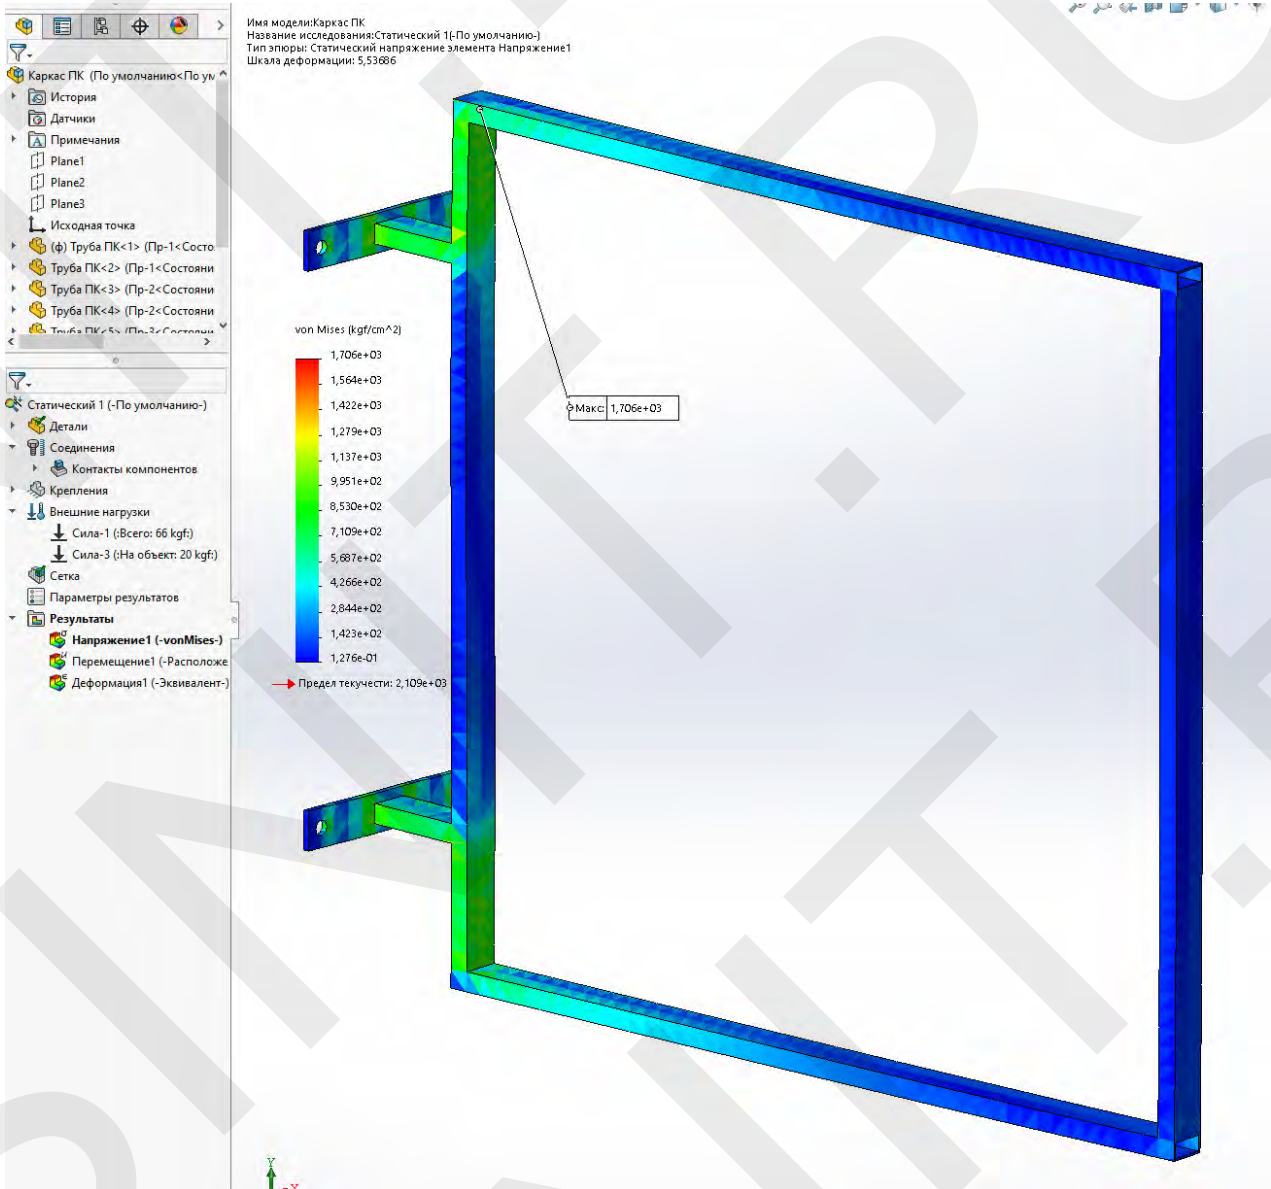 Имя модели:Каркас ПК
Название исследования:Статический 1(-По умолчанию-)
Тип эпюры: Статический напряжение элемента Напряжение1
Шкала деформации: 5,53686
Каркас ПК (По умолчанию<По ум
История
Датчики
Примечания
Plane1
Plane2
Plane3
Исходная точка
(ф) Труба ПК<1> (Пр-1<Состо
Труба ПК<2> (Пр-1<Состояни
Труба ПК<3> (Пр-2<Состояни
Труба ПК<4> (Пр-2<Состояни
Труба ПК<5> (Пр-3<Состояни
Статический 1 (-По умолчанию-)
Детали
Соединения
Контакты компонентов
Крепления
Внешние нагрузки
Сила-1 (:Всего: 66 kgf:)
Сила-3 (:На объект: 20 kgf:)
Сетка
Параметры результатов
Результаты
Напряжение1 (-vonMises-)
Перемещение1 (-Расположе
Деформация1 (-Эквивалент-)
von Mises (kgf/cm^2)
1,706e+03
1,564e+03
1,422e+03
1,279e+03
1,137e+03
9,951e+02
8,530e+02
7,109e+02
5,687e+02
4,266e+02
2,844e+02
1,423e+02
1,276e-01
Предел текучести: 2,109e+03
Макс: 1,706e+03
Y
X